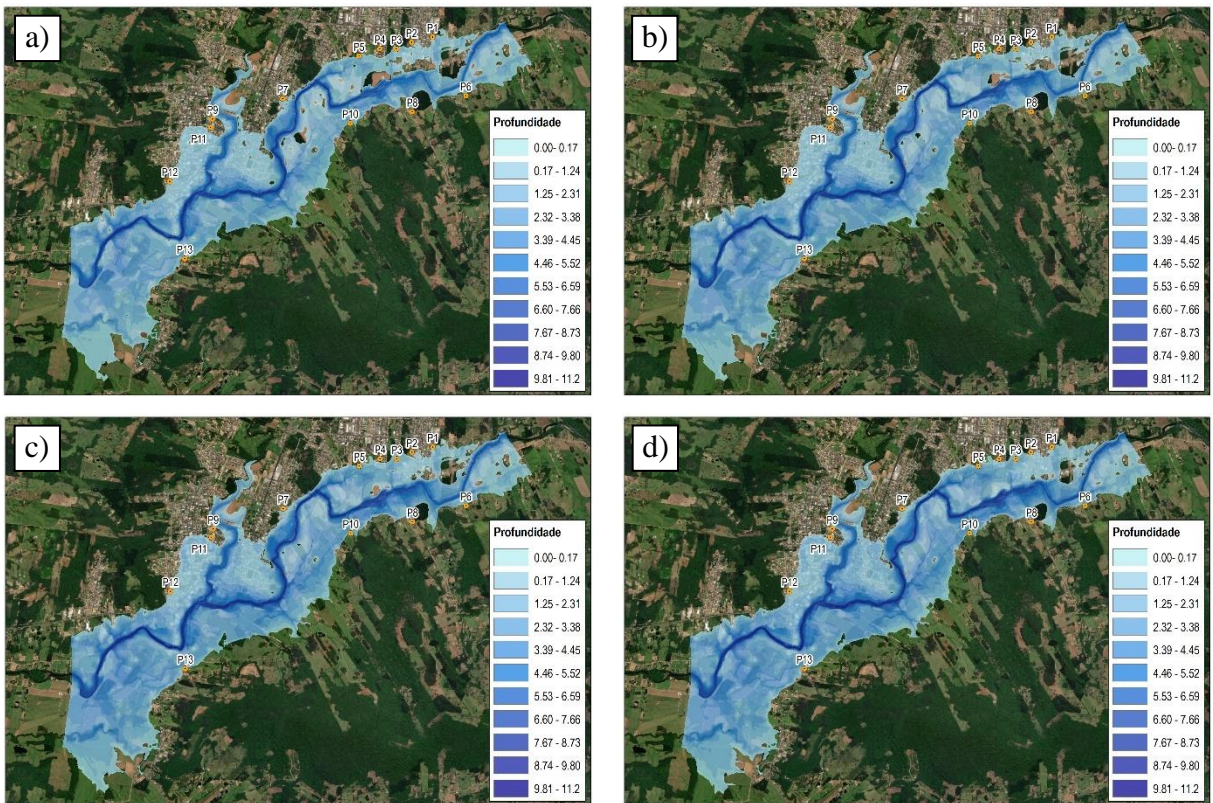 a)
P1
P2
P3
P4
P5
P6
P7
P8
P9
P10
P11
P12
P13
Profundidade
0.00- 0.17
0.17 - 1.24
1.25 - 2.31
2.32 - 3.38
3.39 - 4.45
4.46 - 5.52
5.53 - 6.59
6.60 - 7.66
7.67 - 8.73
8.74 - 9.80
9.81 - 11.2
b)
P1
P2
P3
P4
P5
P6
P7
P8
P9
P10
P11
P12
P13
Profundidade
0.00- 0.17
0.17 - 1.24
1.25 - 2.31
2.32 - 3.38
3.39 - 4.45
4.46 - 5.52
5.53 - 6.59
6.60 - 7.66
7.67 - 8.73
8.74 - 9.80
9.81 - 11.2
c)
P1
P2
P3
P4
P5
P6
P7
P8
P9
P10
P11
P12
P13
Profundidade
0.00- 0.17
0.17 - 1.24
1.25 - 2.31
2.32 - 3.38
3.39 - 4.45
4.46 - 5.52
5.53 - 6.59
6.60 - 7.66
7.67 - 8.73
8.74 - 9.80
9.81 - 11.2
d)
P1
P2
P3
P4
P5
P6
P7
P8
P9
P10
P11
P12
P13
Profundidade
0.00- 0.17
0.17 - 1.24
1.25 - 2.31
2.32 - 3.38
3.39 - 4.45
4.46 - 5.52
5.53 - 6.59
6.60 - 7.66
7.67 - 8.73
8.74 - 9.80
9.81 - 11.2